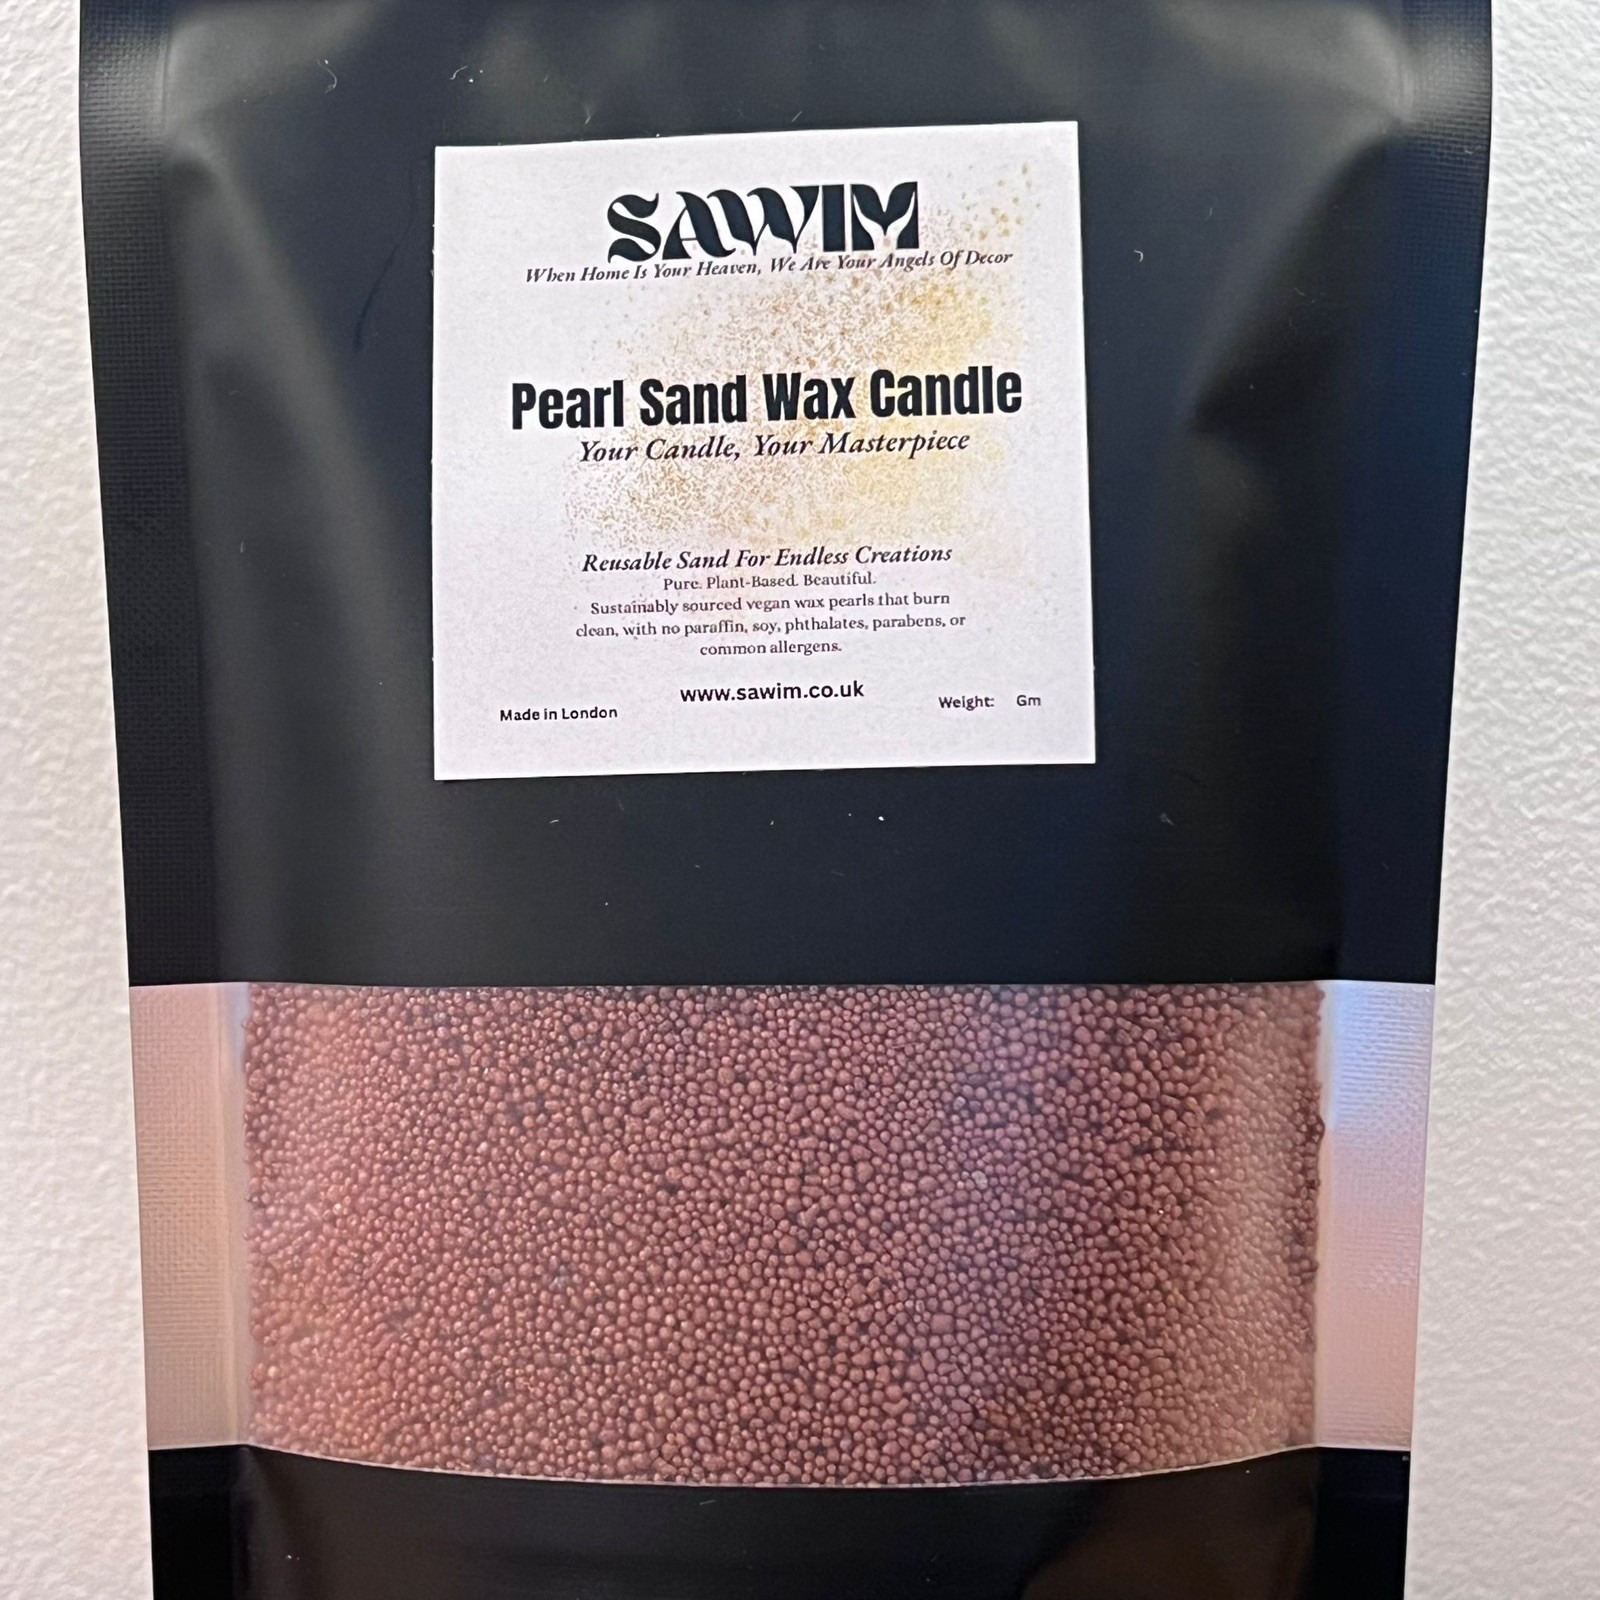 SAWIM
When Home Is Your Heaven, We Are Your Angels Of Decor
Pearl Sand Wax Candle
Your Candle, Your Masterpiece
Reusable Sand For Endless Creations
Pure. Plant-Based. Beautiful.
Sustainably sourced vegan wax pearls that burn
clean, with no paraffin, soy, phthalates, parabens, or
common allergens.
www.sawim.co.uk
Made in London
Weight: Gm